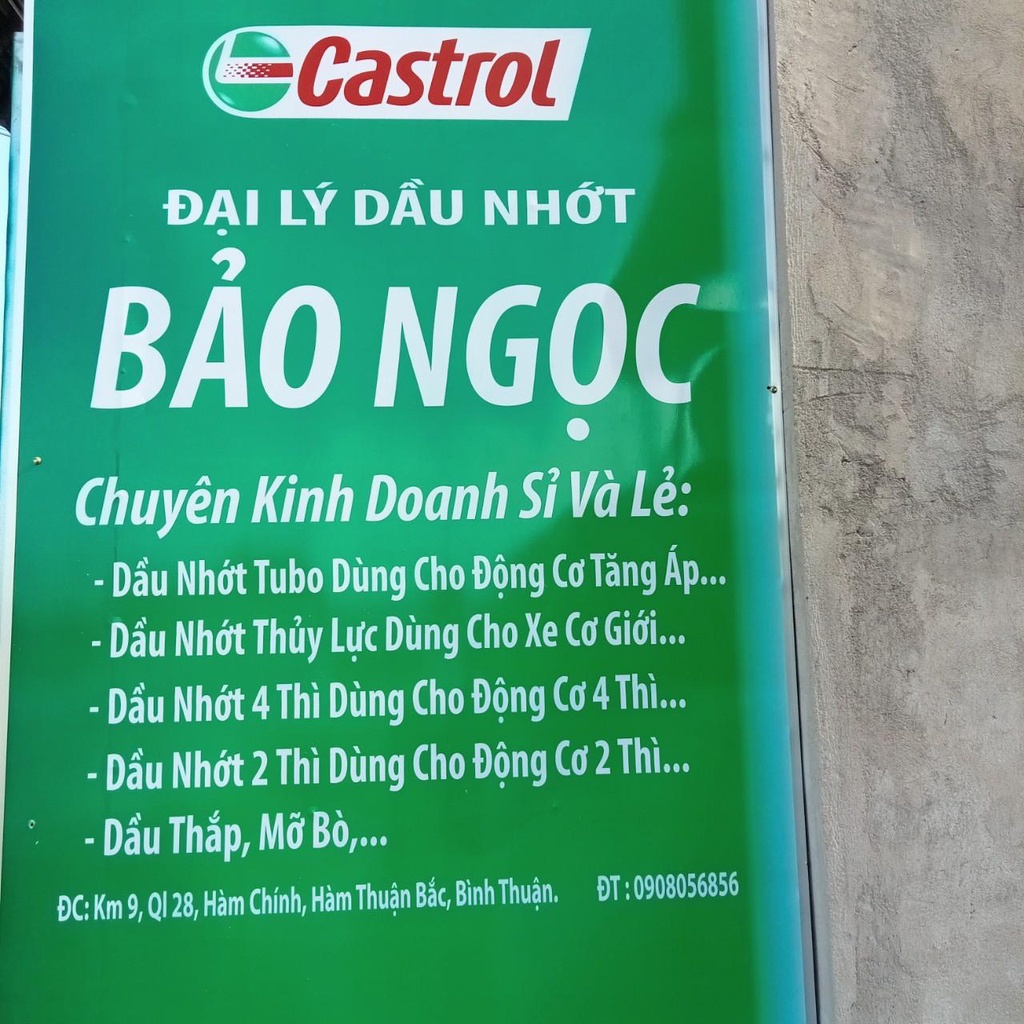 Castrol
ĐẠI LÝ DẦU NHỚT
BẢO NGỌC
Chuyên Kinh Doanh Sỉ Và Lẻ:
- Dầu Nhớt Tubo Dùng Cho Động Cơ Tăng Áp...
- Dầu Nhớt Thủy Lực Dùng Cho Xe Cơ Giới...
- Dầu Nhớt 4 Thì Dùng Cho Động Cơ 4 Thì...
- Dầu Nhớt 2 Thì Dùng Cho Động Cơ 2 Thì...
- Dầu Thắp, Mỡ Bò,...
ĐC: Km 9, Ql 28, Hàm Chính, Hàm Thuận Bắc, Bình Thuận. ĐT : 0908056856